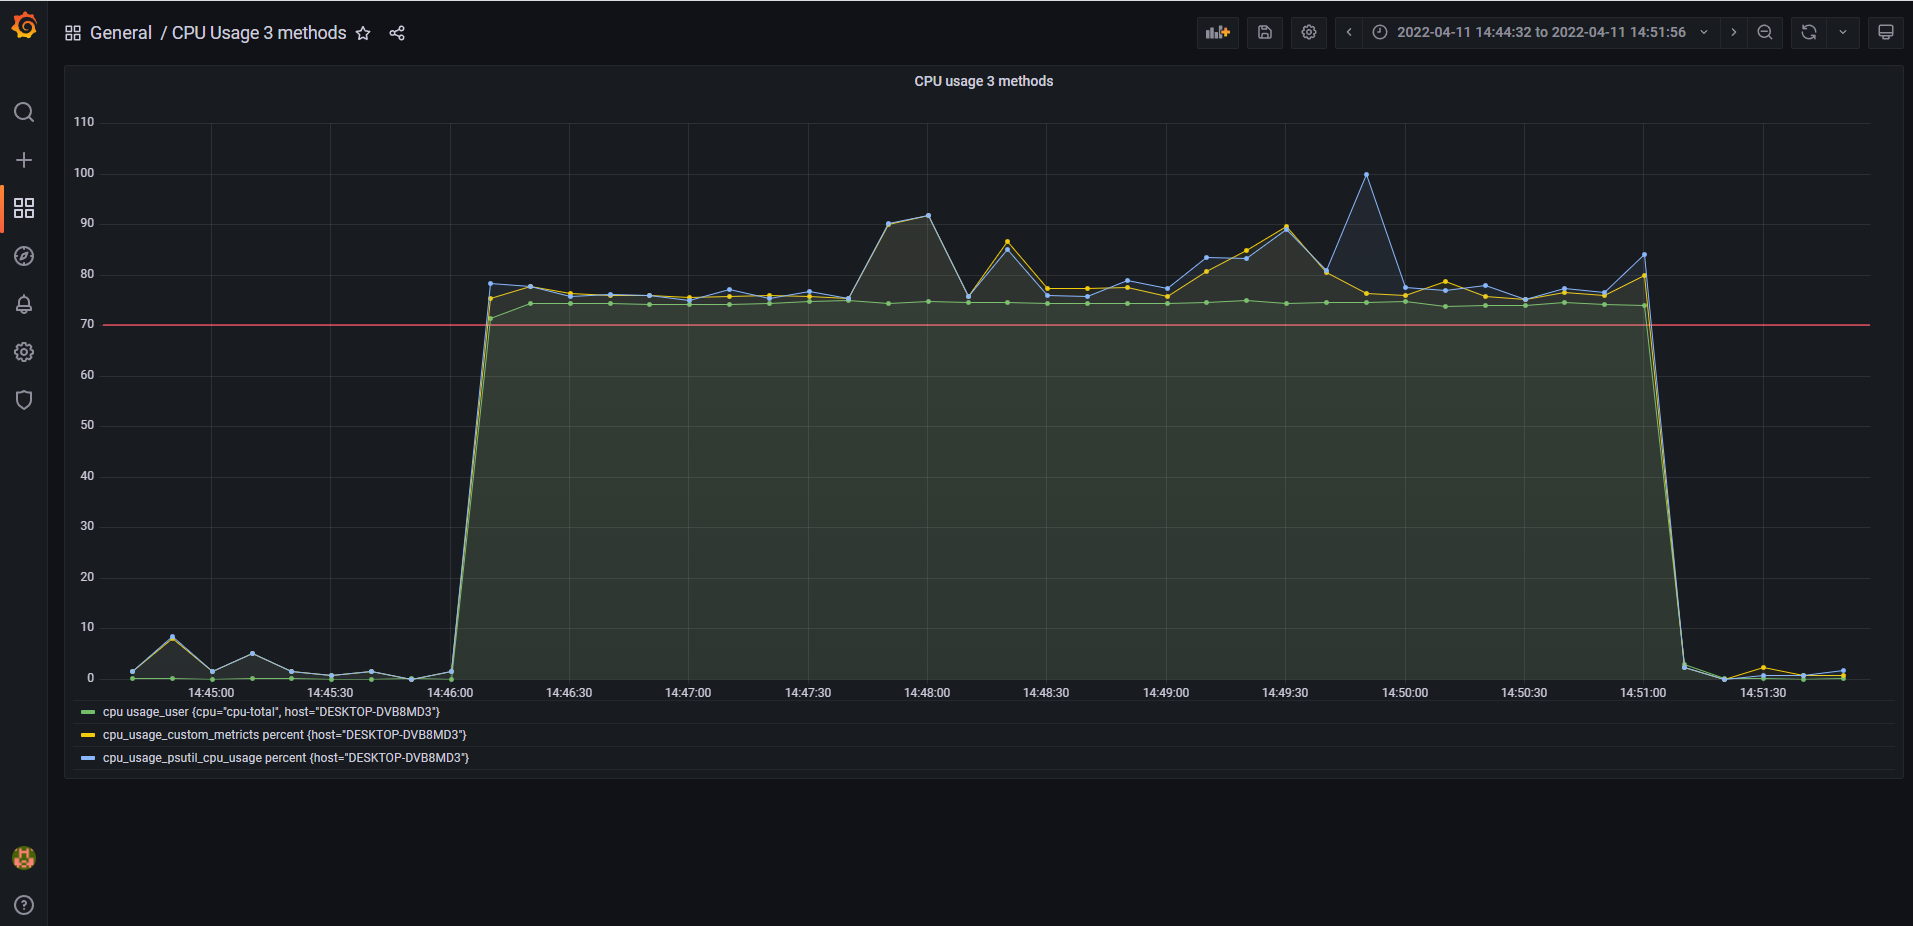 General / CPU Usage 3 methods
2022-04-11 14:44:32 to 2022-04-11 14:51:56
CPU usage 3 methods
110
100
90
80
70
60
50
40
30
20
10
0
14:45:00 14:45:30 14:46:00 14:46:30 14:47:00 14:47:30 14:48:00 14:48:30 14:49:00 14:49:30 14:50:00 14:50:30 14:51:00 14:51:30
cpu usage_user {cpu="cpu-total", host="DESKTOP-DVB8MD3"}
cpu_usage_custom_metricts percent {host="DESKTOP-DVB8MD3"}
cpu_usage_psutil_cpu_usage percent {host="DESKTOP-DVB8MD3"}